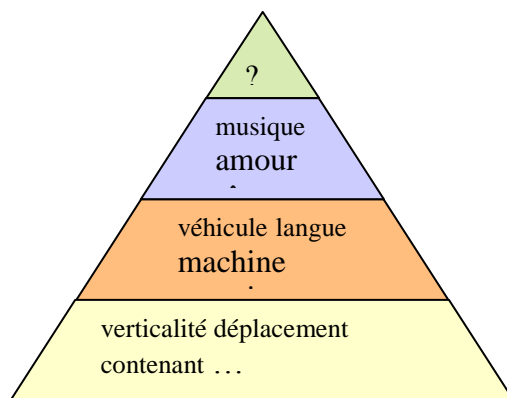 ?
musique
amour
.
véhicule langue
machine
.
verticalité déplacement
contenant …